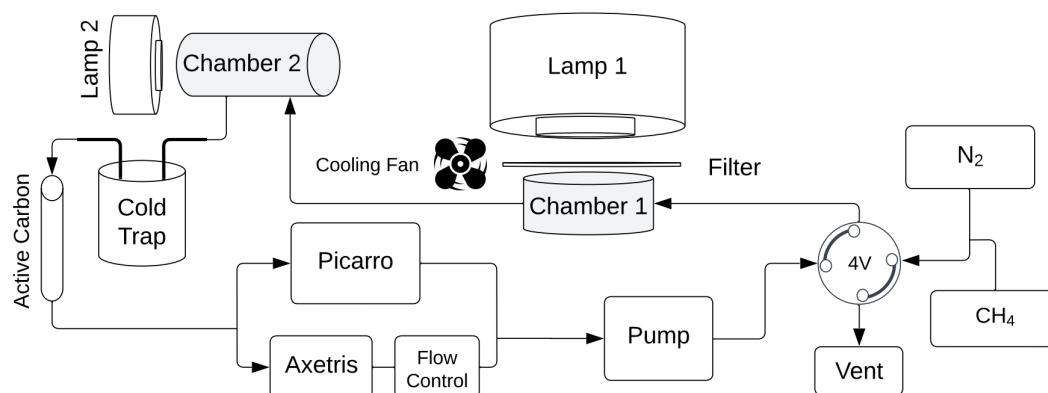 Lamp 2
Chamber 2
Lamp 1
Cooling Fan
Filter
N₂
Chamber 1
Cold
Trap
Active Carbon
Picarro
4V
CH₄
Pump
Axetris
Flow
Control
Vent